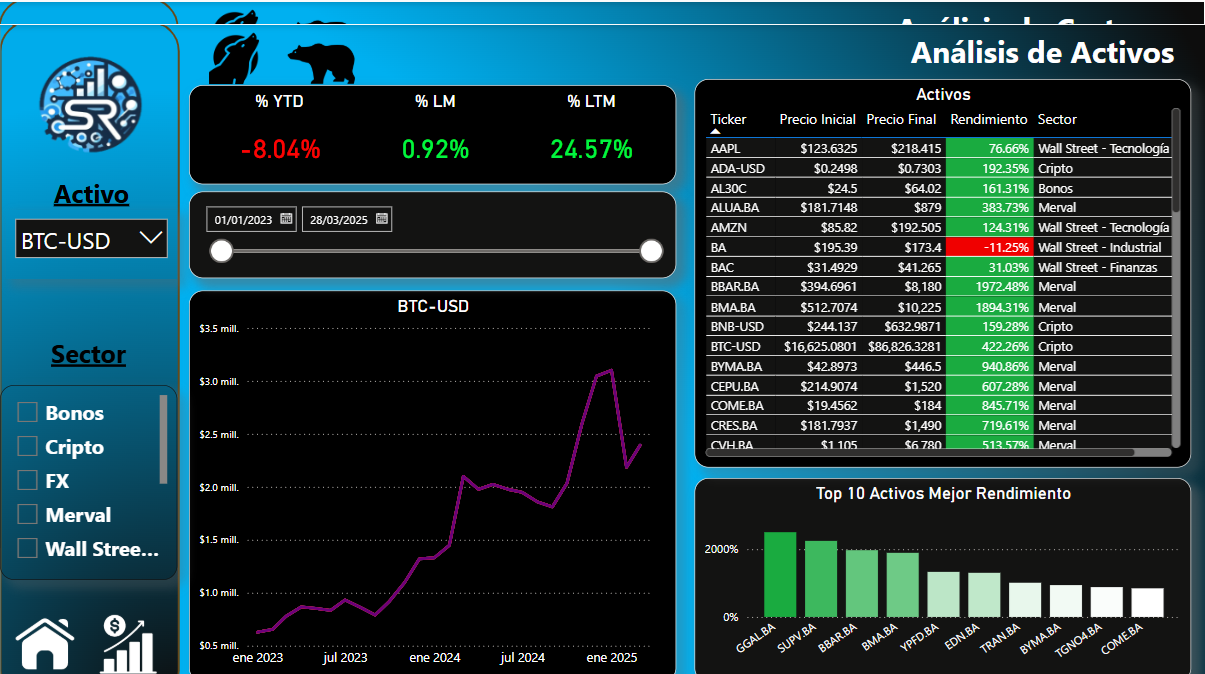 Análisis de Activos
SR
Activo
BTC-USD
Sector
Bonos
Cripto
FX
Merval
Wall Stree...
% YTD % LM % LTM
-8.04% 0.92% 24.57%
01/01/2023 28/03/2025
BTC-USD
$3.5 mill.
$3.0 mill.
$2.5 mill.
$2.0 mill.
$1.5 mill.
$1.0 mill.
$0.5 mill.
ene 2023 jul 2023 ene 2024 jul 2024 ene 2025
Activos
Ticker Precio Inicial Precio Final Rendimiento Sector
AAPL $123.6325 $218.415 76.66% Wall Street - Tecnología
ADA-USD $0.2498 $0.7303 192.35% Cripto
AL30C $24.5 $64.02 161.31% Bonos
ALUA.BA $181.7148 $879 383.73% Merval
AMZN $85.82 $192.505 124.31% Wall Street - Tecnología
BA $195.39 $173.4 -11.25% Wall Street - Industrial
BAC $31.4929 $41.265 31.03% Wall Street - Finanzas
BBAR.BA $394.6961 $8,180 1972.48% Merval
BMA.BA $512.7074 $10,225 1894.31% Merval
BNB-USD $244.137 $632.9871 159.28% Cripto
BTC-USD $16,625.0801 $86,826.3281 422.26% Cripto
BYMA.BA $42.8973 $446.5 940.86% Merval
CEPU.BA $214.9074 $1,520 607.28% Merval
COME.BA $19.4562 $184 845.71% Merval
CRES.BA $181.7937 $1,490 719.61% Merval
CVH.BA $1,105 $6,780 513.57% Merval
Top 10 Activos Mejor Rendimiento
2000%
0%
GGAL.BA SUPV.BA BBAR.BA BMA.BA YPFD.BA EDN.BA TRAN.BA BYMA.BA TGNO4.BA COME.BA